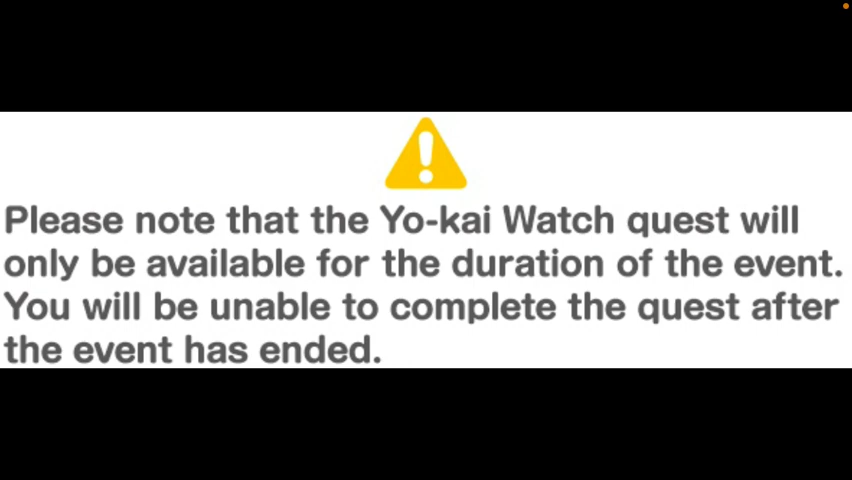 Please note that the Yo-kai Watch quest will
only be available for the duration of the event.
You will be unable to complete the quest after
the event has ended.